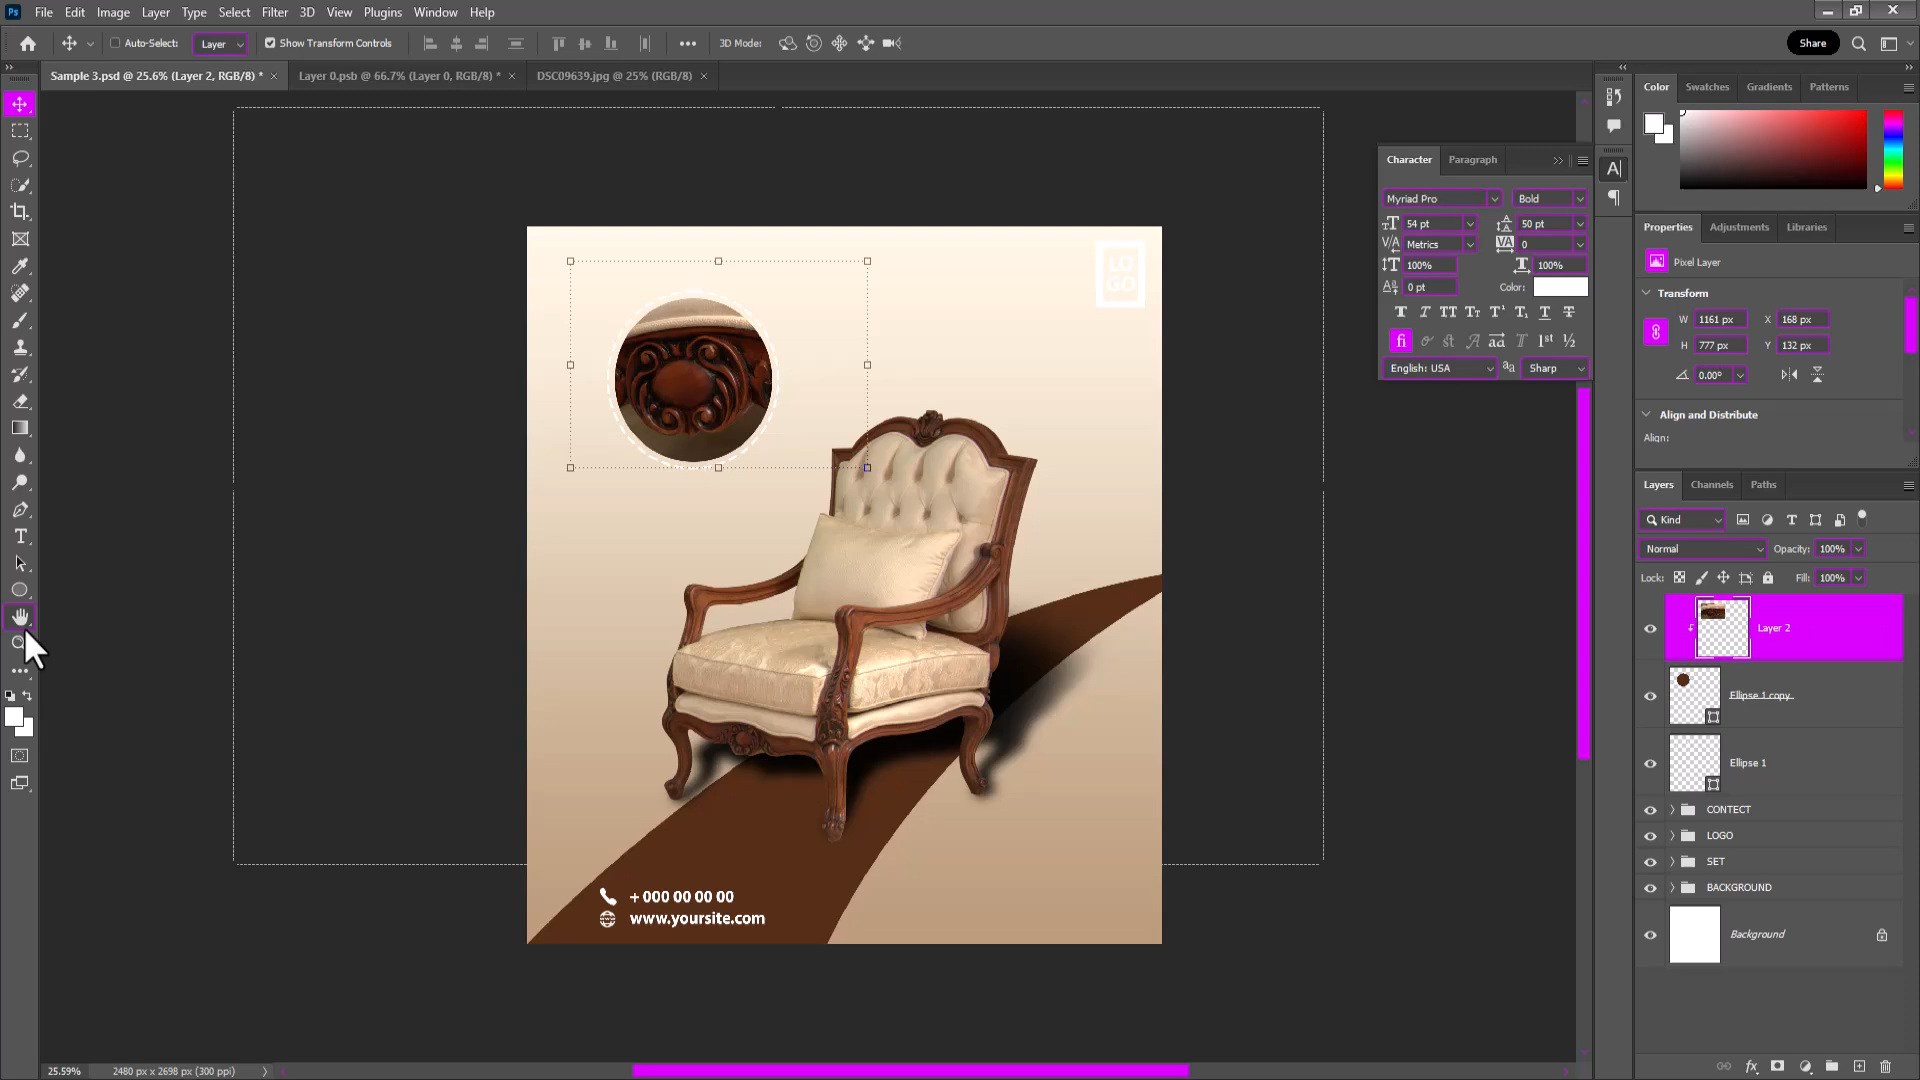 Ps File Edit Image Layer Type Select Filter 3D View Plugins Window Help
Auto-Select: Layer Show Transform Controls 3D Mode: Share
Sample 3.psd @ 25.6% (Layer 2, RGB/8) * × Layer 0.psb @ 66.7% (Layer 0, RGB/8) * × DSC09639.jpg @ 25% (RGB/8) ×
Color Swatches Gradients Patterns
Character Paragraph
Myriad Pro Bold
54 pt 50 pt
Metrics 0
100% 100%
0 pt Color:
English: USA Sharp
Properties Adjustments Libraries
Pixel Layer
Transform
W 1161 px X 168 px
H 777 px Y 132 px
0.00°
Align and Distribute
Align:
Layers Channels Paths
Kind
Normal Opacity: 100%
Lock: Fill: 100%
Layer 2
Ellipse 1 copy
Ellipse 1
CONTECT
LOGO
SET
BACKGROUND
Background
LO
GO
+ 000 00 00 00
www.yoursite.com
25.59% 2480 px x 2698 px (300 ppi)